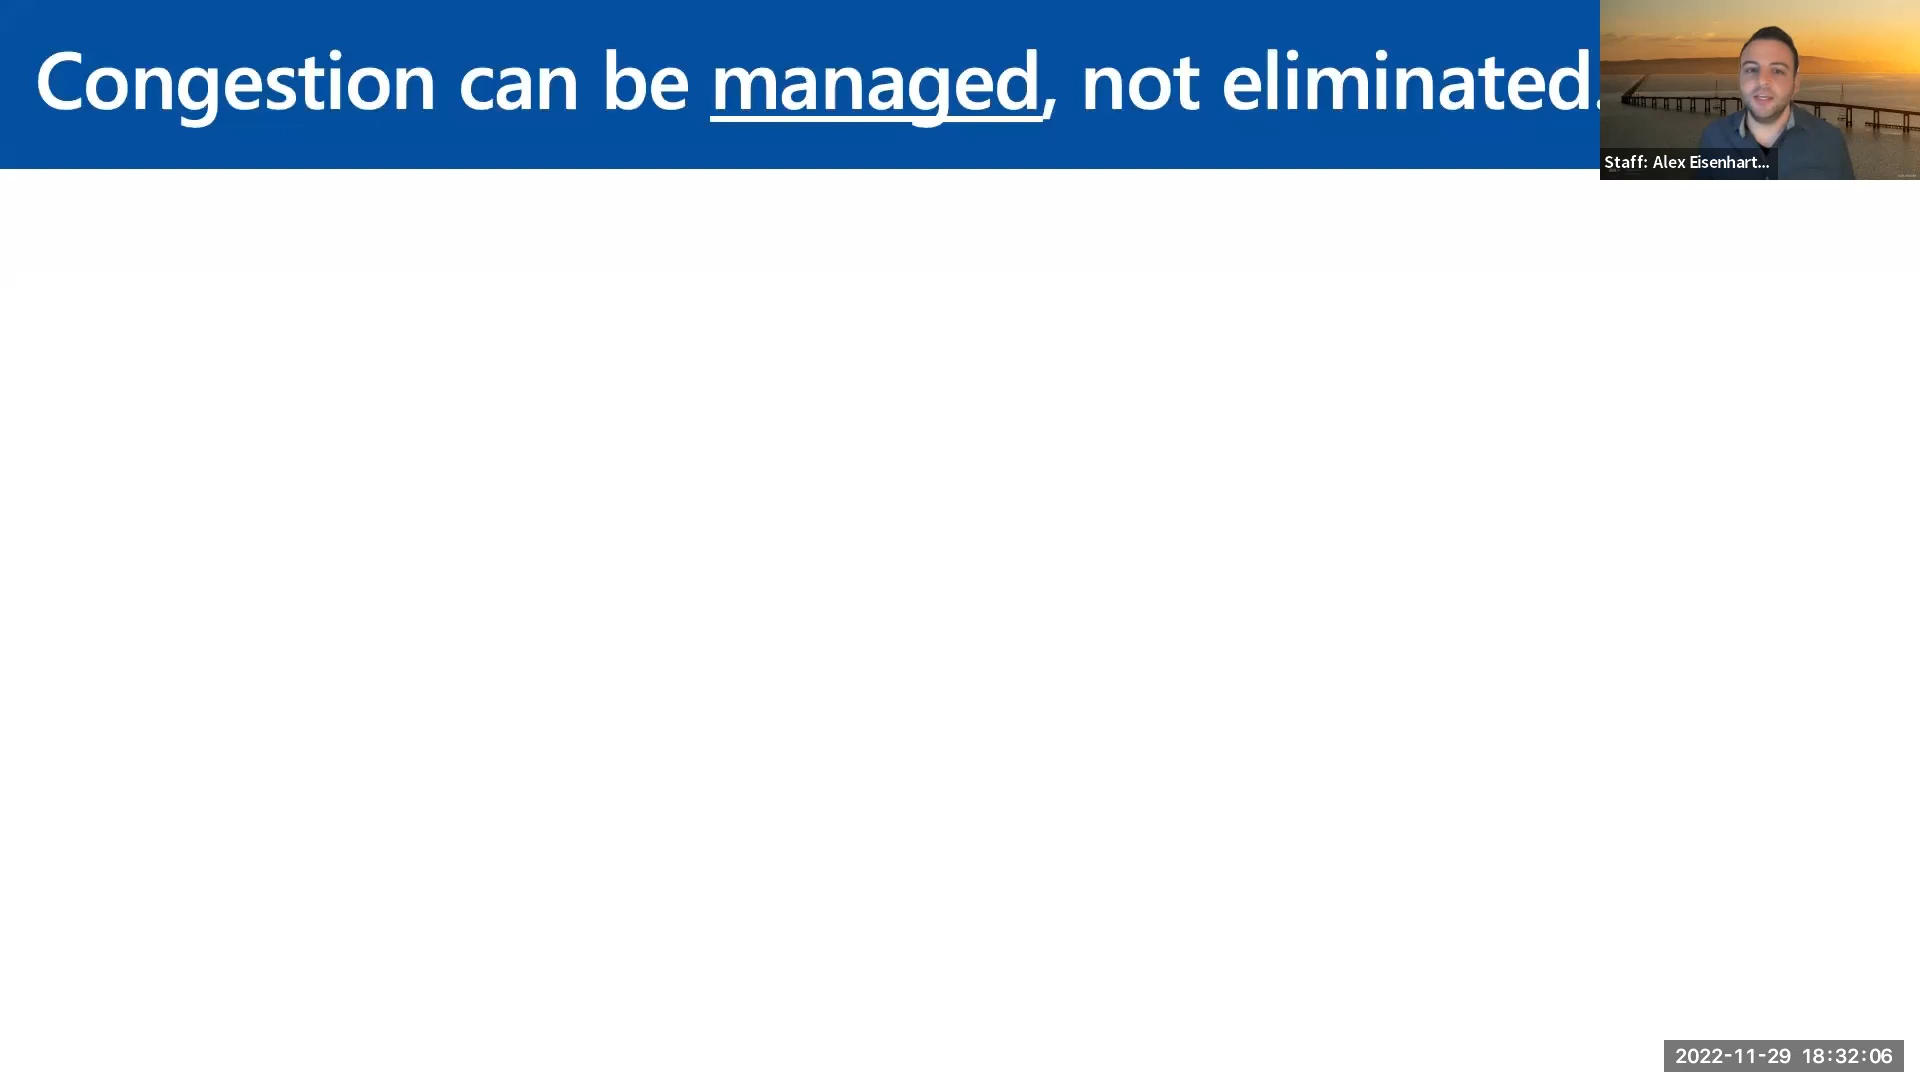 Congestion can be managed, not eliminated.
Staff: Alex Eisenhart...
2022-11-29 18:32:06